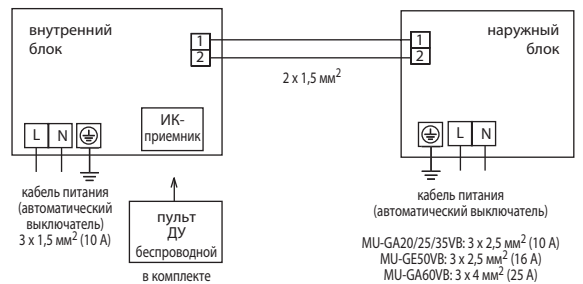 внутренний
блок
1
2
2 x 1,5 мм²
1
2
наружный
блок
L N
ИК-
приемник
L N
кабель питания
(автоматический
выключатель)
3 x 1,5 мм² (10 А)
пульт
ДУ
беспроводной
в комплекте
кабель питания
(автоматический выключатель)
MU-GA20/25/35VB: 3 x 2,5 мм² (10 А)
MU-GE50VB: 3 x 2,5 мм² (16 А)
MU-GA60VB: 3 x 4 мм² (25 А)